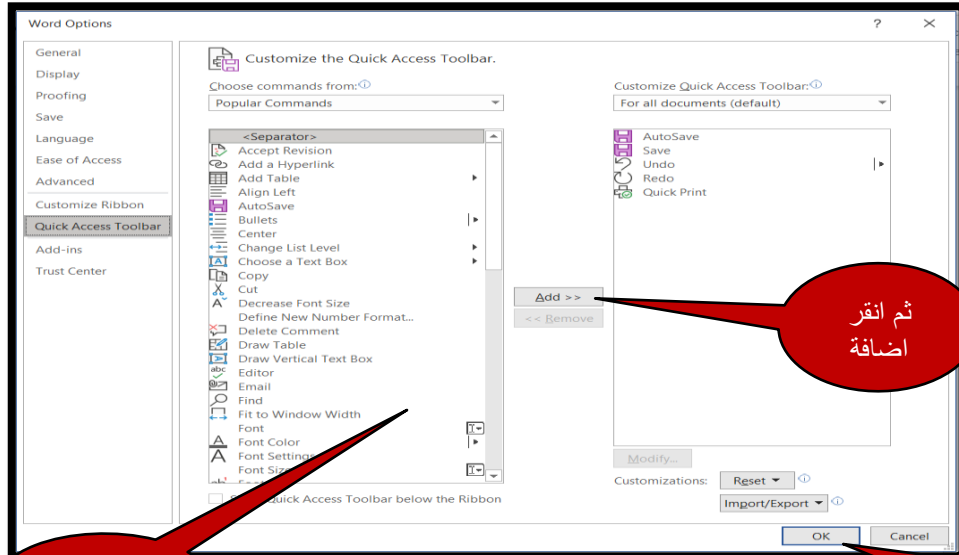 Word Options
?
General
Display
Proofing
Save
Language
Ease of Access
Advanced
Customize Ribbon
Quick Access Toolbar
Add-ins
Trust Center
Customize the Quick Access Toolbar.
Choose commands from:
Popular Commands
<Separator>
Accept Revision
Add a Hyperlink
Add Table
Align Left
AutoSave
Bullets
Center
Change List Level
Choose a Text Box
Copy
Cut
Decrease Font Size
Define New Number Format...
Delete Comment
Draw Table
Draw Vertical Text Box
Editor
Email
Find
Fit to Window Width
Font
Font Color
Font Settings
Font Size
Quick Access Toolbar below the Ribbon
Add >>
<< Remove
ثم انقر
اضافة
Customize Quick Access Toolbar:
For all documents (default)
AutoSave
Save
Undo
Redo
Quick Print
Modify...
Customizations:
Reset
Import/Export
OK
Cancel